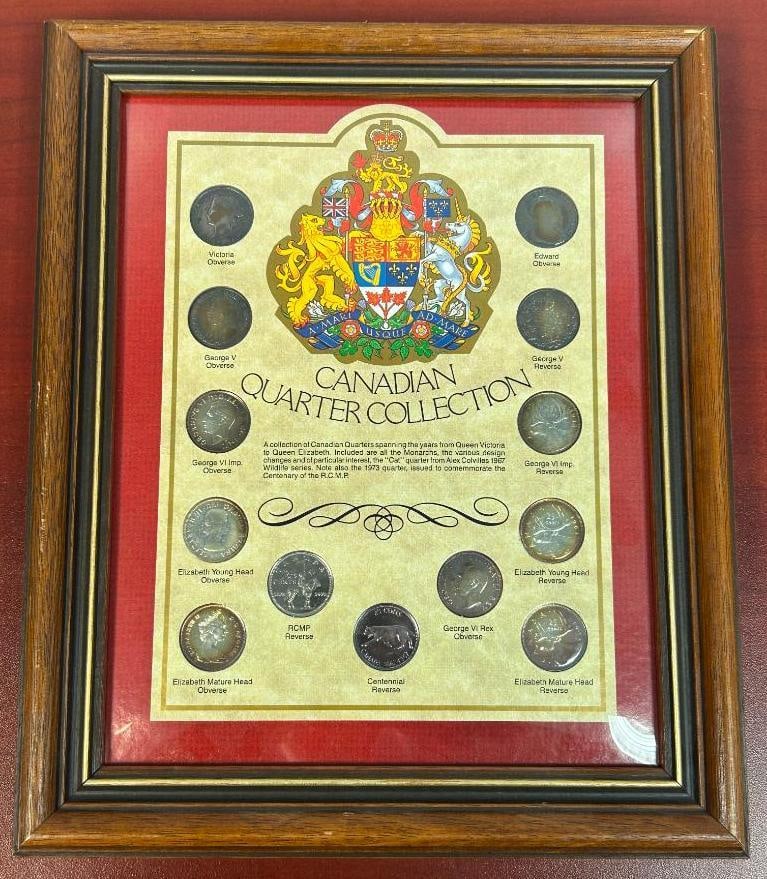 Victoria
Obverse
Edward
Obverse
A·MARI
USQUE
AD·MARE
George V
Obverse
George V
Reverse
CANADIAN
QUARTER COLLECTION
A collection of Canadian Quarters spanning the years from Queen Victoria
to Queen Elizabeth. Included are all the Monarchs, the various design
changes and of particular interest, the "Cat" quarter from Alex Colvilles 1967
Wildlife series. Note also the 1973 quarter, issued to commemorate the
Centenary of the R.C.M.P.
George VI Imp.
Obverse
George VI Imp.
Reverse
Elizabeth Young Head
Obverse
Elizabeth Young Head
Reverse
RCMP
Reverse
George VI Rex
Obverse
Elizabeth Mature Head
Obverse
Centennial
Reverse
Elizabeth Mature Head
Reverse